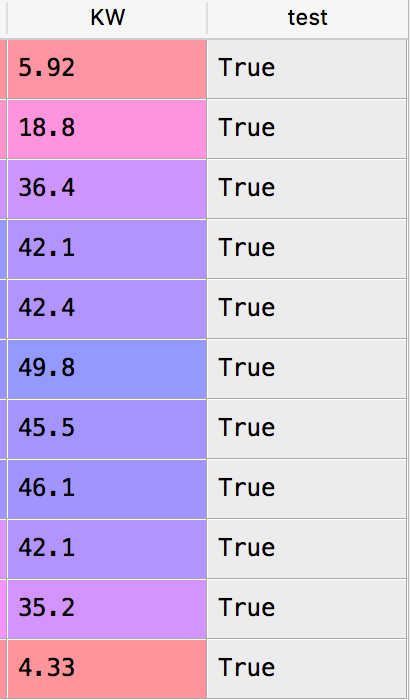 KW test
5.92 True
18.8 True
36.4 True
42.1 True
42.4 True
49.8 True
45.5 True
46.1 True
42.1 True
35.2 True
4.33 True